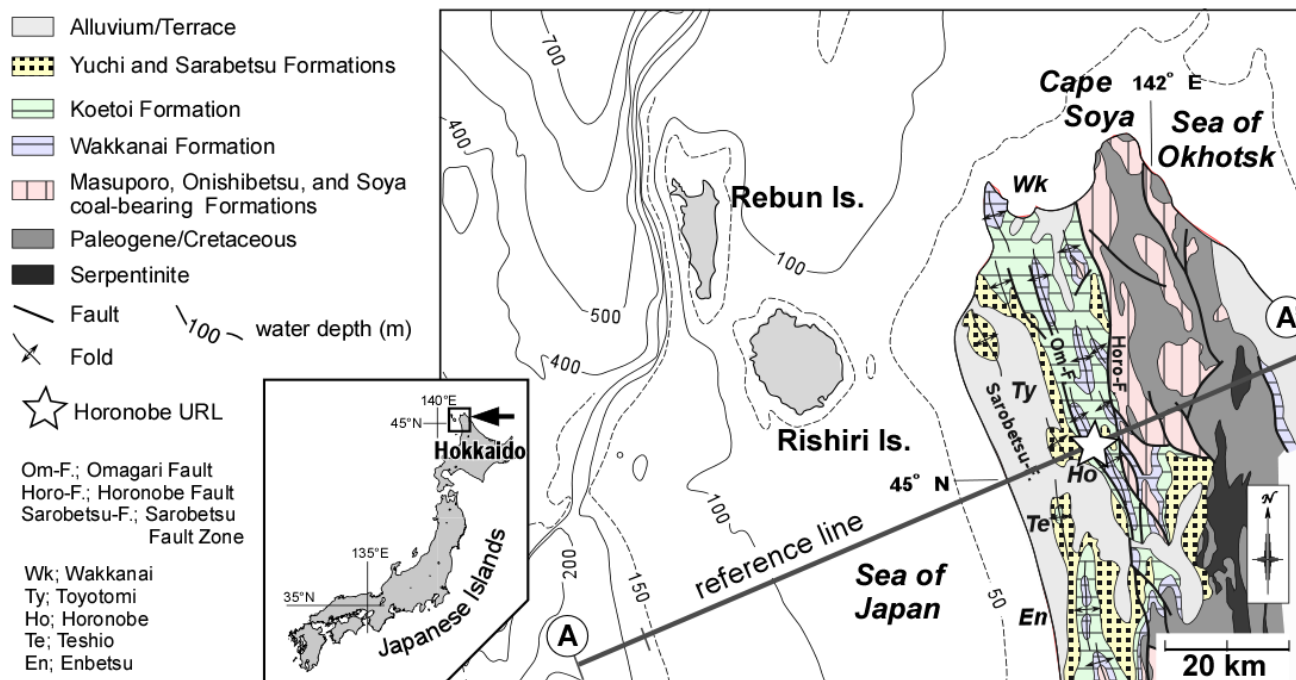 Alluvium/Terrace
Yuchi and Sarabetsu Formations
Koetoi Formation
Wakkanai Formation
Masuporo, Onishibetsu, and Soya
coal-bearing Formations
Paleogene/Cretaceous
Serpentinite
Fault
100
water depth (m)
Fold
Horonobe URL
Om-F.; Omagari Fault
Horo-F.; Horonobe Fault
Sarobetsu-F.; Sarobetsu
Fault Zone
Wk; Wakkanai
Ty; Toyotomi
Ho; Horonobe
Te; Teshio
En; Enbetsu
140°E
45°N
Hokkaido
135°E
35°N
Japanese Islands
700
400
500
400
100
100
200
150
50
Rebun Is.
Rishiri Is.
Cape
Soya
142° E
Sea of
Okhotsk
Wk
Om-F.
Horo-F.
Sarobetsu-F.
Ty
Ho
Te
En
45° N
reference line
Sea of
Japan
A
A'
N
20 km